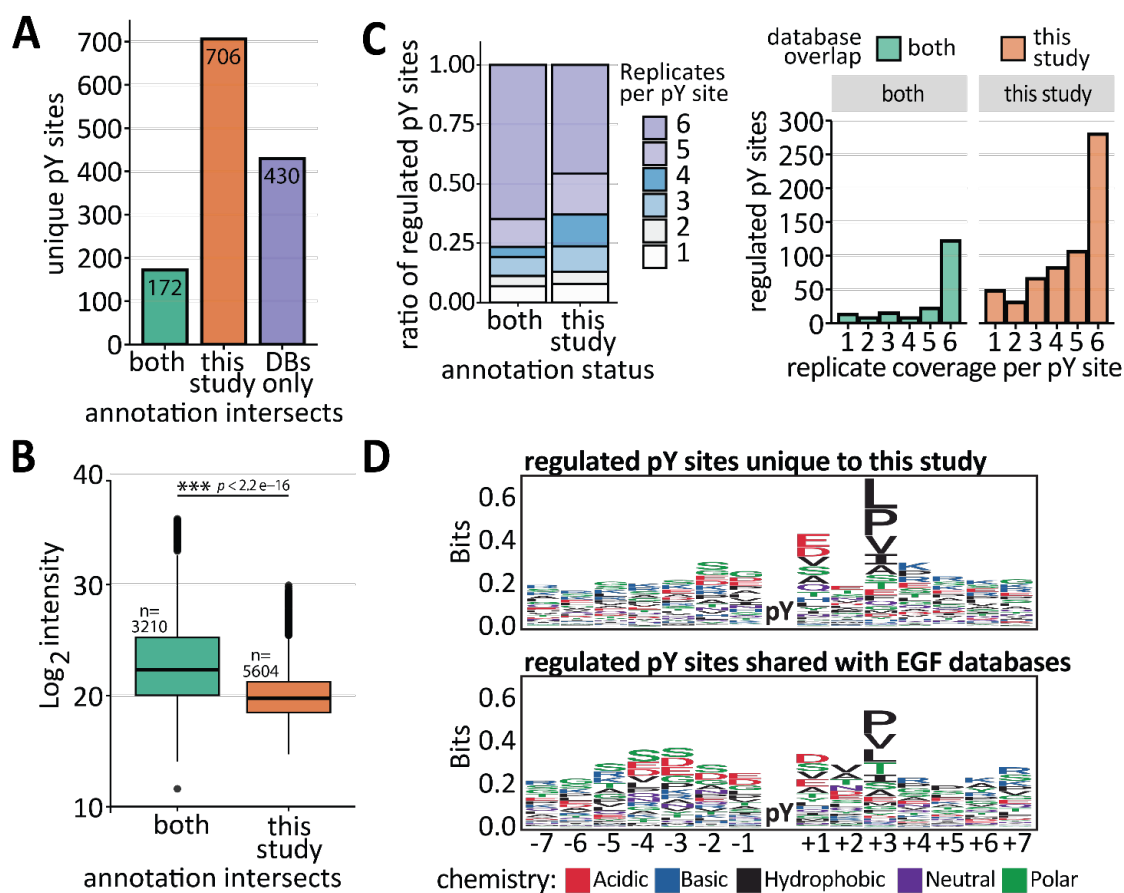 A
unique pY sites
700
600
500
400
300
200
100
0
172
706
430
both
this
study
DBs
only
annotation intersects
C
ratio of regulated pY sites
1.00
0.75
0.50
0.25
0.00
both
this
study
annotation status
Replicates
per pY site
6
5
4
3
2
1
database
overlap
both
this
study
both
this study
regulated pY sites
300
250
200
150
100
50
0
1 2 3 4 5 6
1 2 3 4 5 6
replicate coverage per pY site
B
Log2 intensity
40
30
20
10
*** p < 2.2 e−16
n=
3210
n=
5604
both
this
study
annotation intersects
D
regulated pY sites unique to this study
Bits
0.6
0.4
0.2
0.0
pY
E
L
P
V
regulated pY sites shared with EGF databases
Bits
0.6
0.4
0.2
0.0
pY
P
V
L
-7 -6 -5 -4 -3 -2 -1 +1 +2 +3 +4 +5 +6 +7
chemistry: Acidic Basic Hydrophobic Neutral Polar